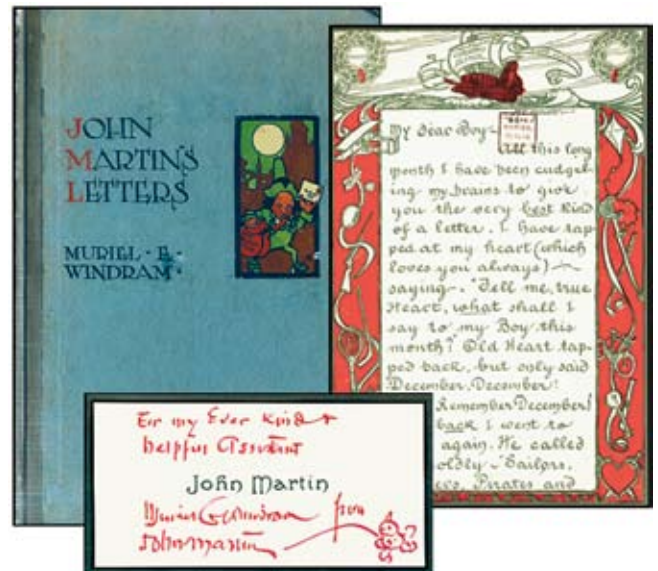 JOHN
MARTIN'S
LETTERS
MURIEL · E
WINDRAM ·
My Dear Boy~
All this long
month I have been cudgel-
ing my brains to give
you the very best kind
of a letter. I have tap-
ped at my heart (which
loves you always)~
saying~ "Tell me, true
Heart, what shall I
say to my Boy this
month?" Old Heart tap-
ped back, but only said
December, December!
Remember December!
back I went to
again. He called
oldly~ "Sailors,
Pirates and
For my Ever Kind &
helpful Assistant
John Martin
from
John Martin